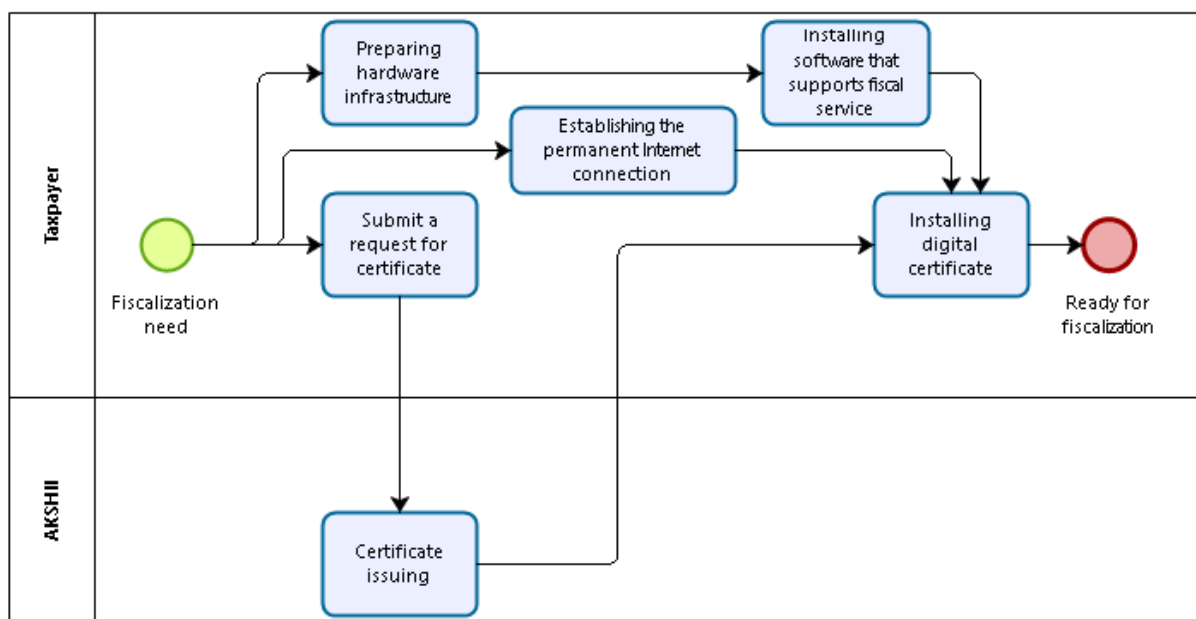 Taxpayer
Preparing
hardware
infrastructure
Installing
software that
supports fiscal
service
Establishing the
permanent Internet
connection
Submit a
request for
certificate
Installing
digital
certificate
Fiscalization
need
Ready for
fiscalization
AKSHII
Certificate
issuing